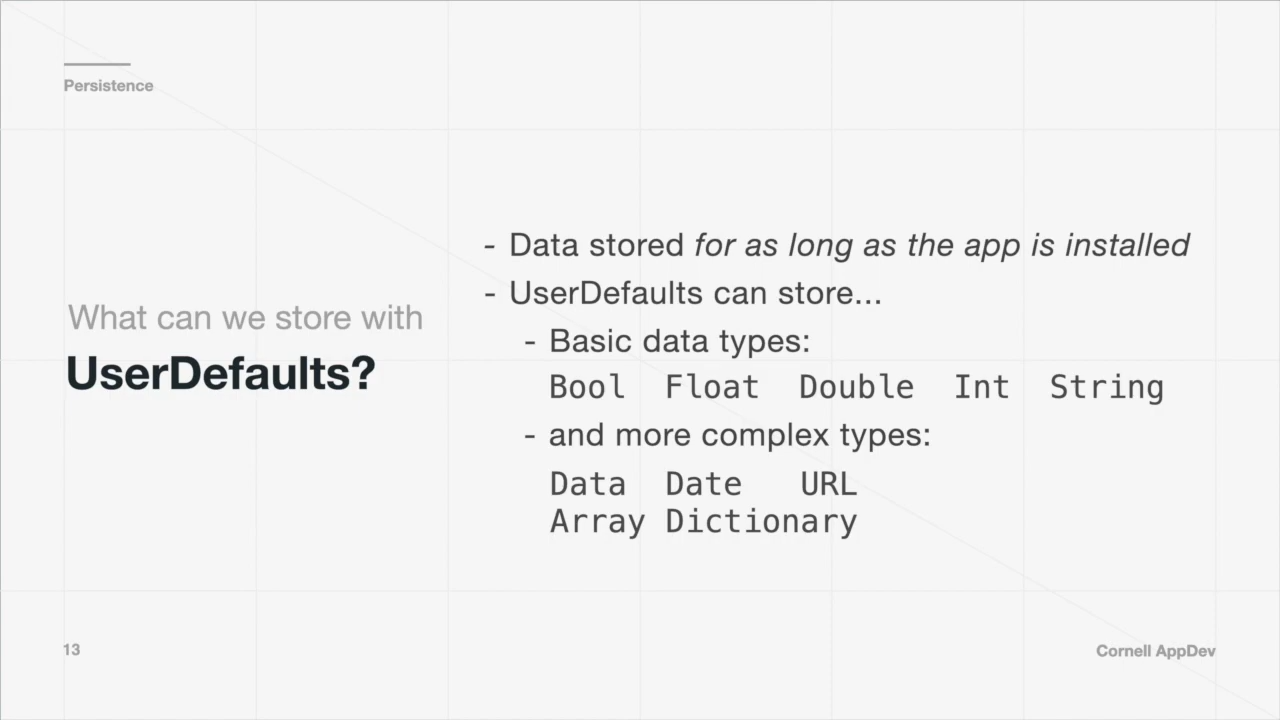 Persistence
What can we store with
UserDefaults?
- Data stored for as long as the app is installed
- UserDefaults can store...
- Basic data types:
Bool Float Double Int String
- and more complex types:
Data Date URL
Array Dictionary
13
Cornell AppDev